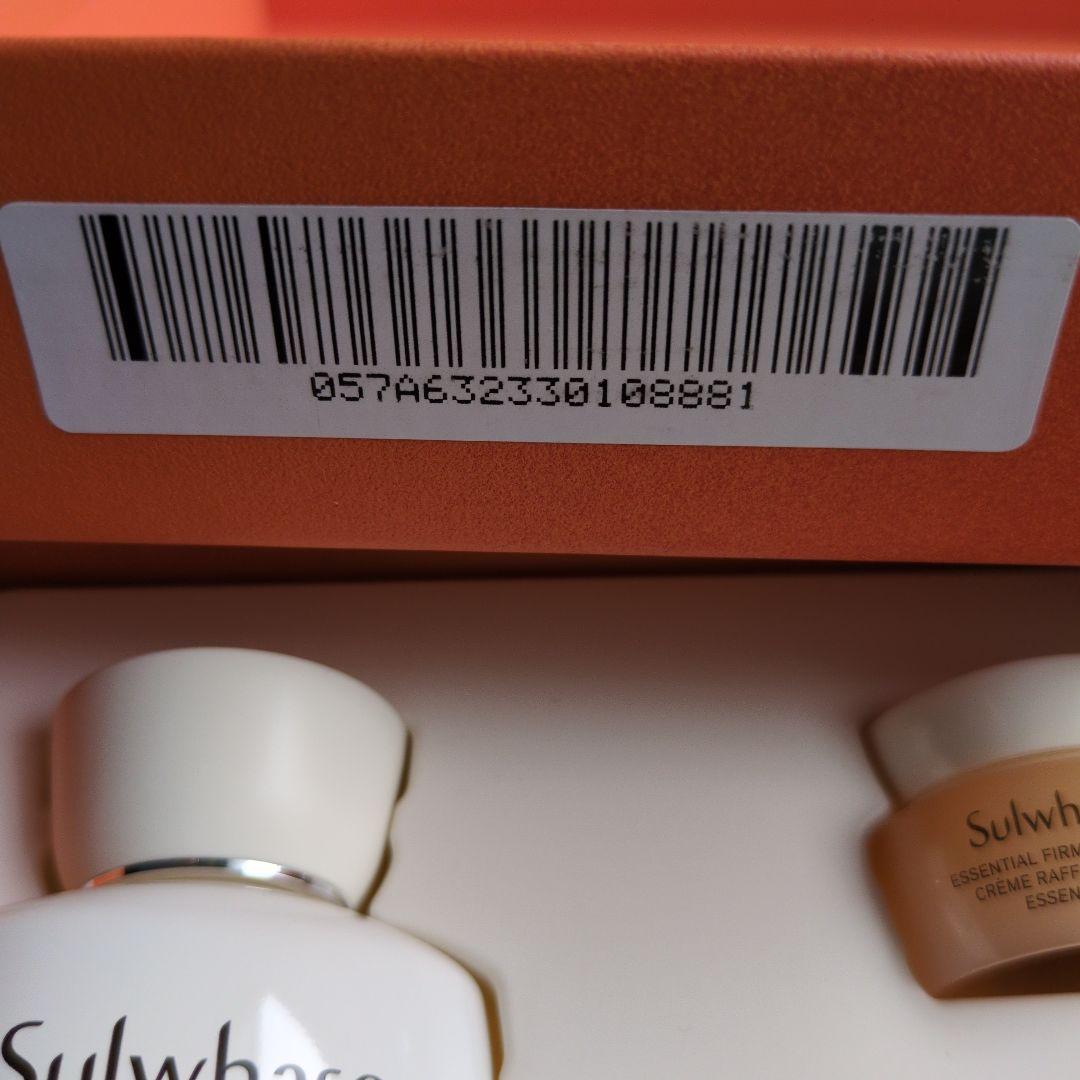 057A632330108881
Sulwh
ESSENTIAL FIRM
CRÈME RAFF
ESSEN
Sulwhaso